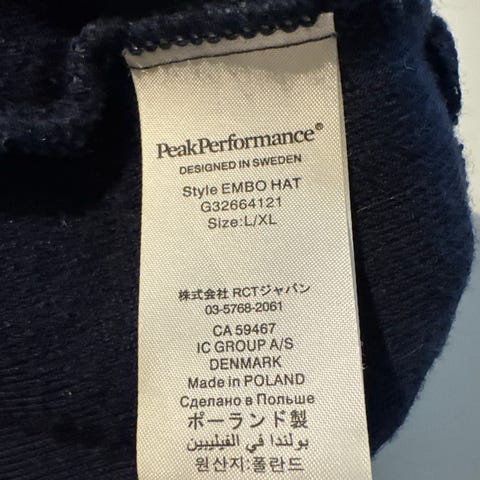 PeakPerformance®
DESIGNED IN SWEDEN
Style EMBO HAT
G32664121
Size:L/XL
株式会社 RCTジャパン
03-5768-2061
CA 59467
IC GROUP A/S
DENMARK
Made in POLAND
Сделано в Польше
ポーランド製
بولندا في الفيليبين
원산지:폴란드